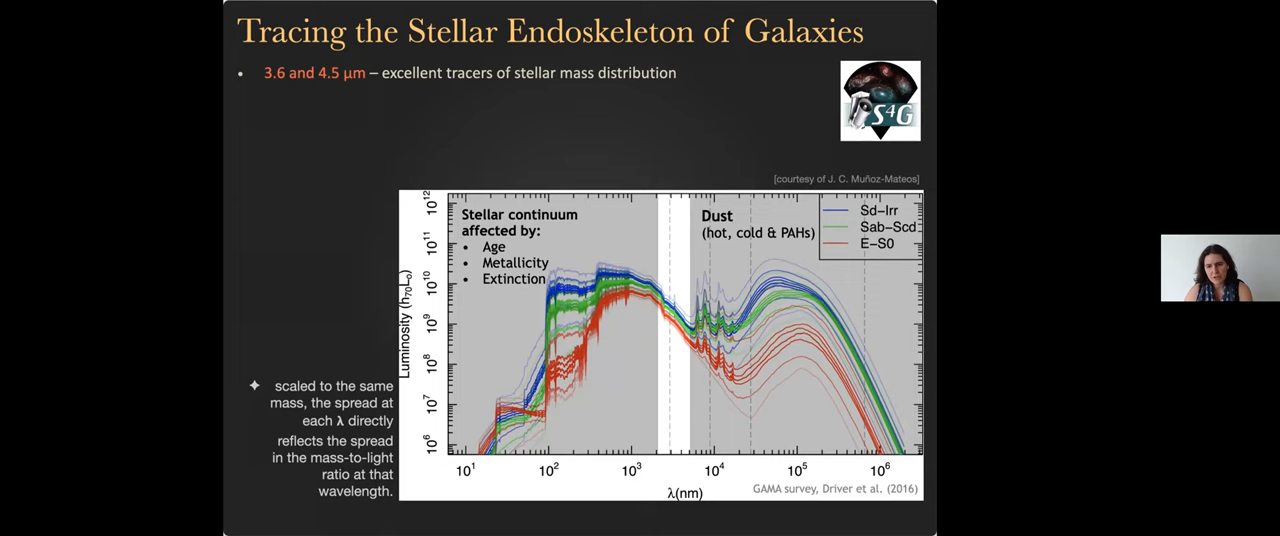 Tracing the Stellar Endoskeleton of Galaxies
• 3.6 and 4.5 μm – excellent tracers of stellar mass distribution
S⁴G
[courtesy of J. C. Muñoz-Mateos]
Stellar continuum
affected by:
• Age
• Metallicity
• Extinction
Dust
(hot, cold & PAHs)
Sd-Irr
Sab-Scd
E-S0
Luminosity (h₇₀L₀)
10¹²
10¹¹
10¹⁰
10⁹
10⁸
10⁷
10⁶
✦ scaled to the same
mass, the spread at
each λ directly
reflects the spread
in the mass-to-light
ratio at that
wavelength.
10¹ 10² 10³ 10⁴ 10⁵ 10⁶
λ(nm)
GAMA survey, Driver et al. (2016)